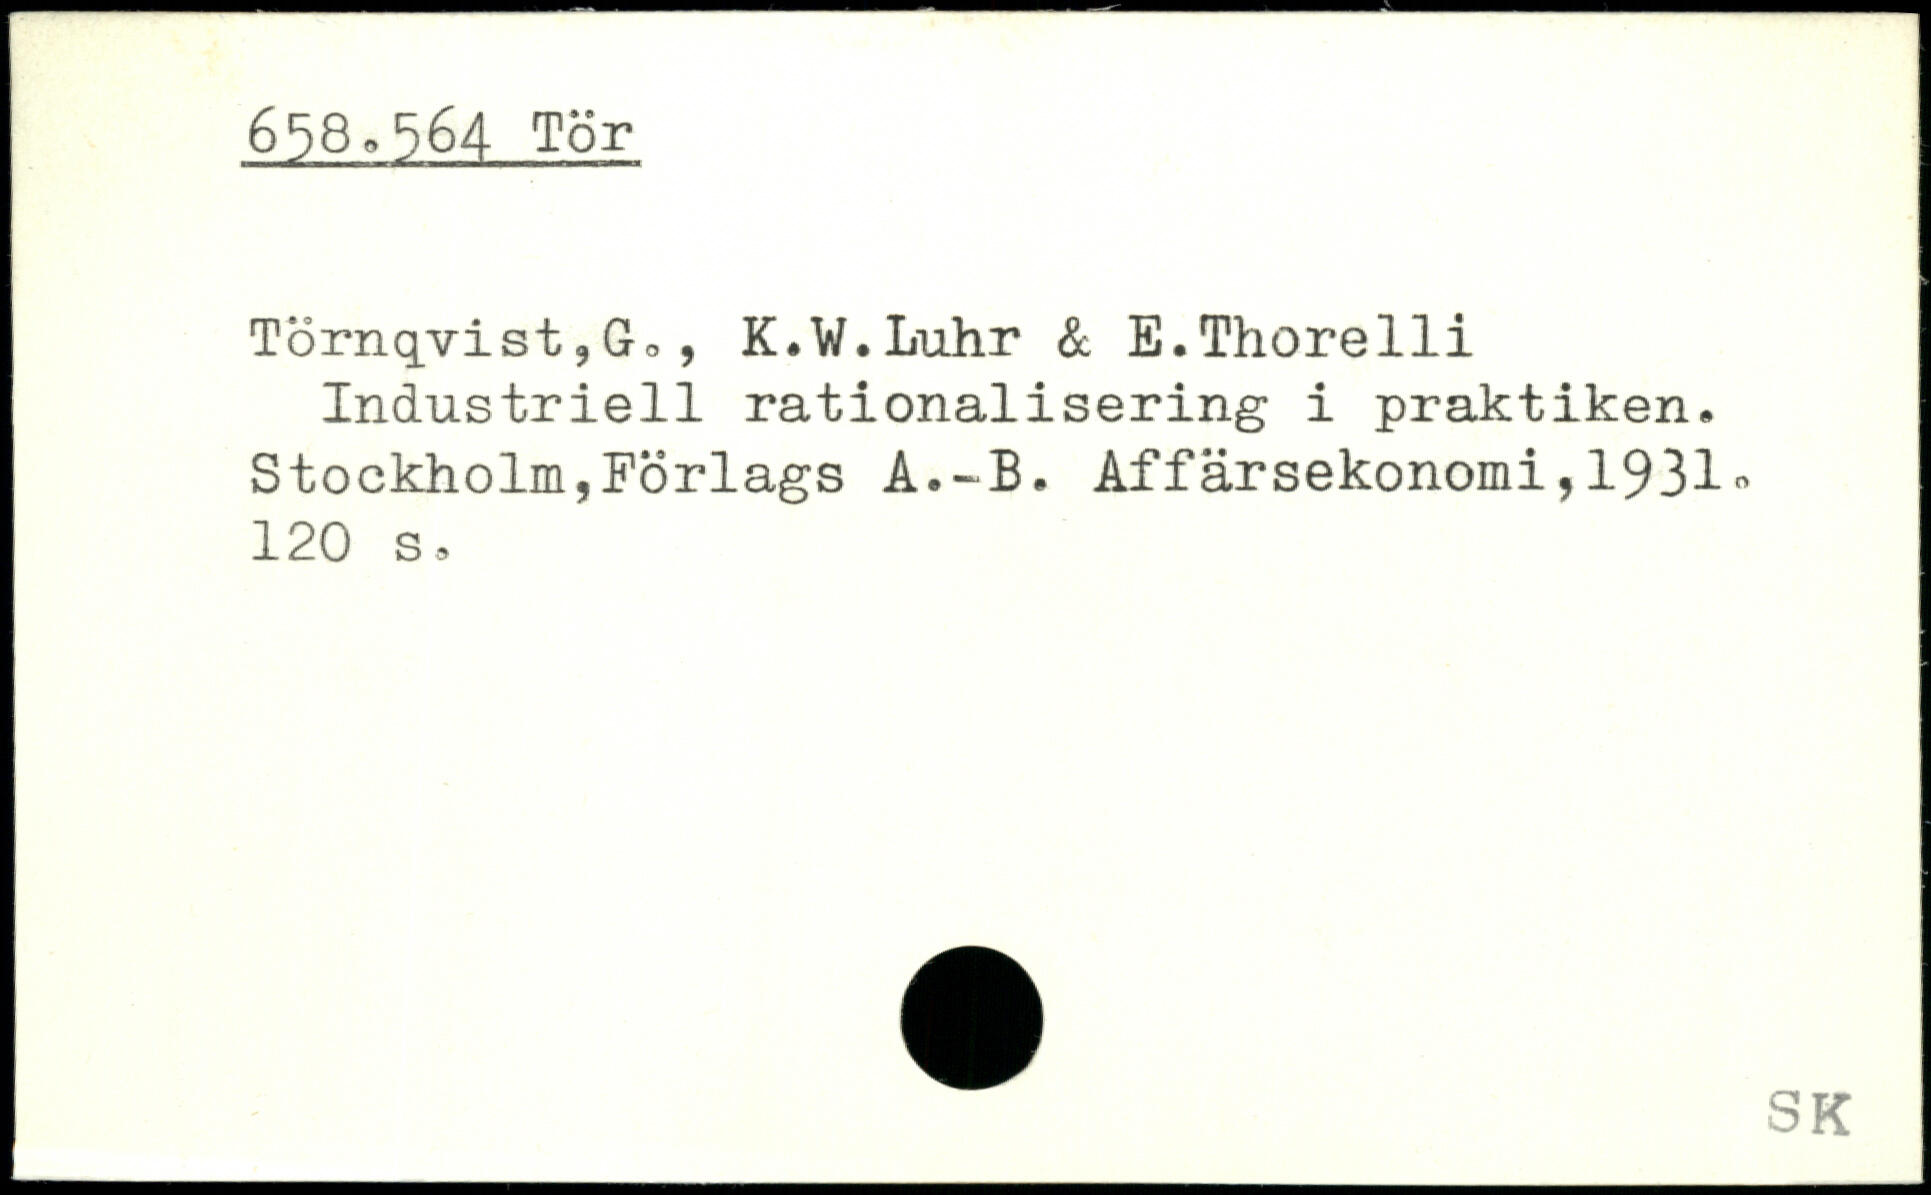 658.564 Tör
Törnqvist,G., K.W.Luhr & E.Thorelli
Industriell rationalisering i praktiken.
Stockholm,Förlags A.-B. Affärsekonomi,1931.
120 s.
SK